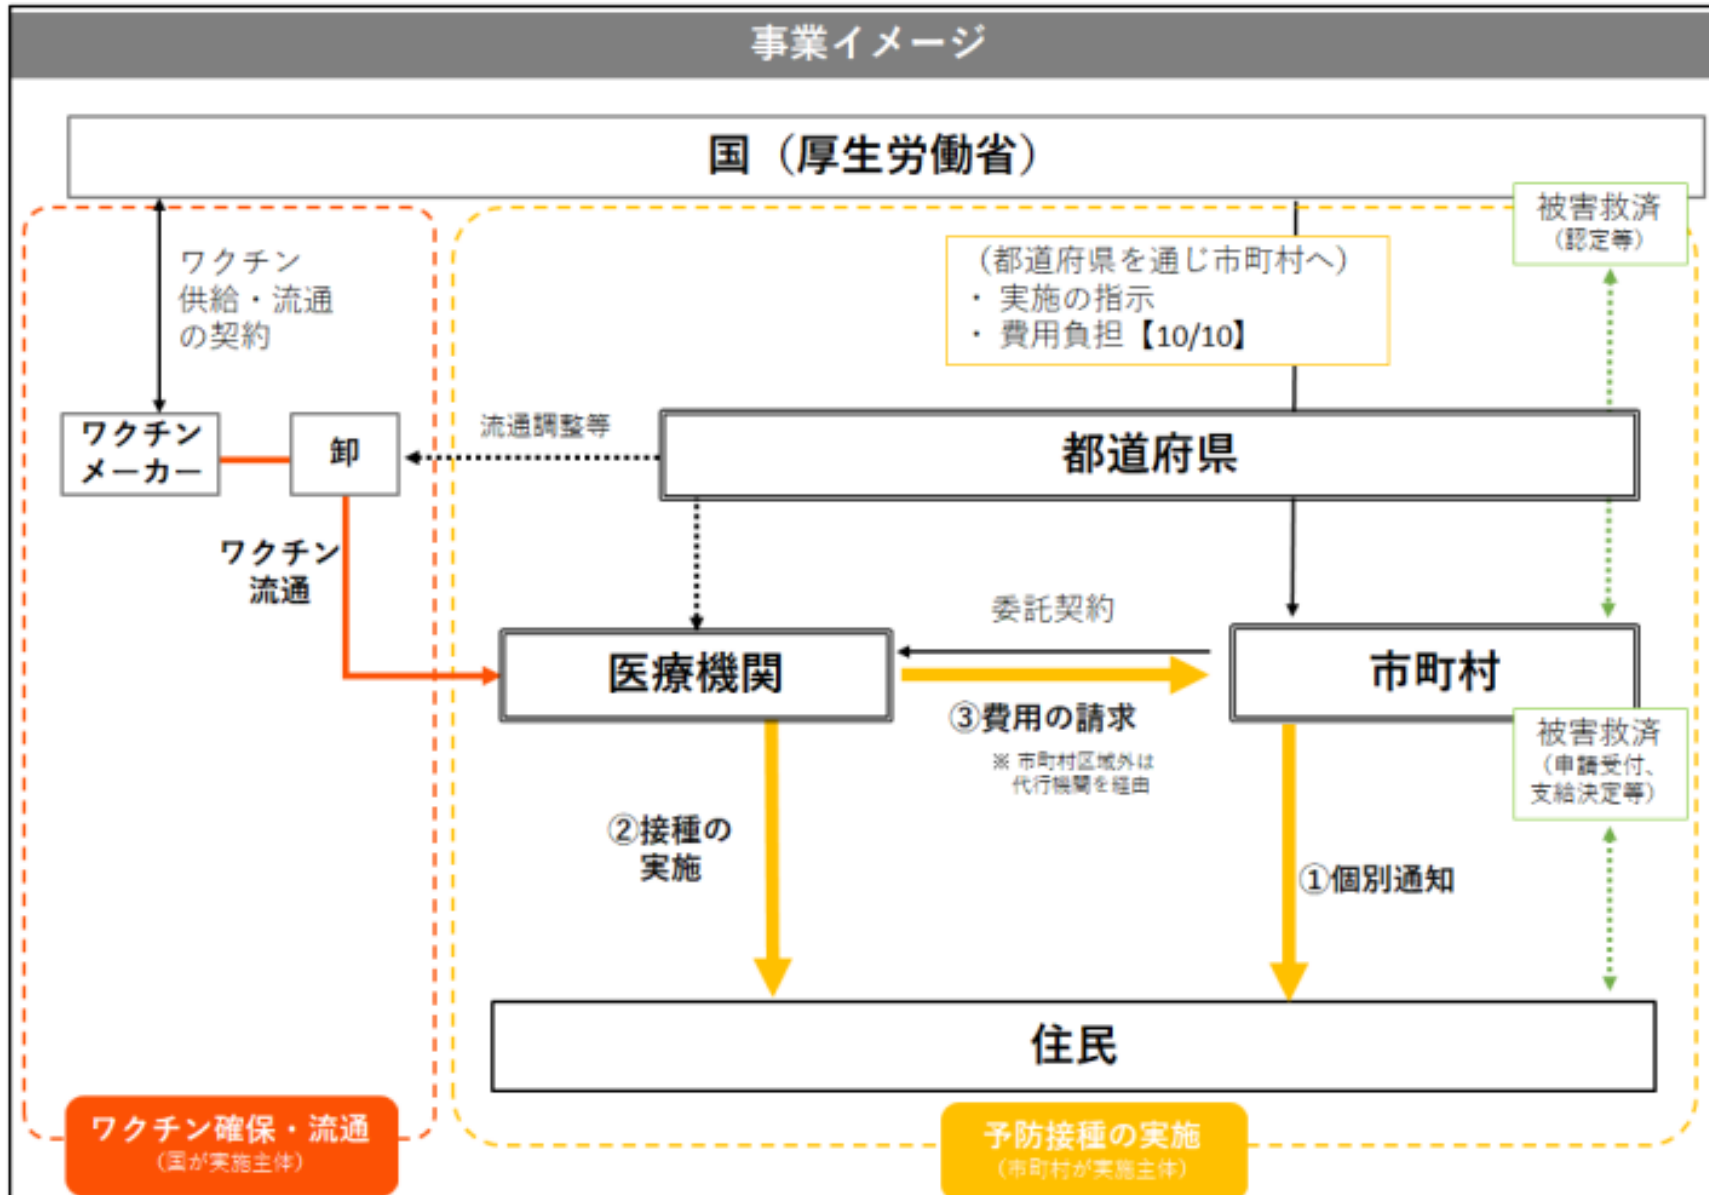 事業イメージ
国（厚生労働省）
被害救済
（認定等）
ワクチン
供給・流通
の契約
（都道府県を通じ市町村へ）
・ 実施の指示
・ 費用負担【10/10】
ワクチン
メーカー
卸
流通調整等
都道府県
ワクチン
流通
委託契約
医療機関
市町村
③費用の請求
※ 市町村区域外は
代行機関を経由
被害救済
（申請受付、
支給決定等）
②接種の
実施
①個別通知
住民
ワクチン確保・流通
（国が実施主体）
予防接種の実施
（市町村が実施主体）